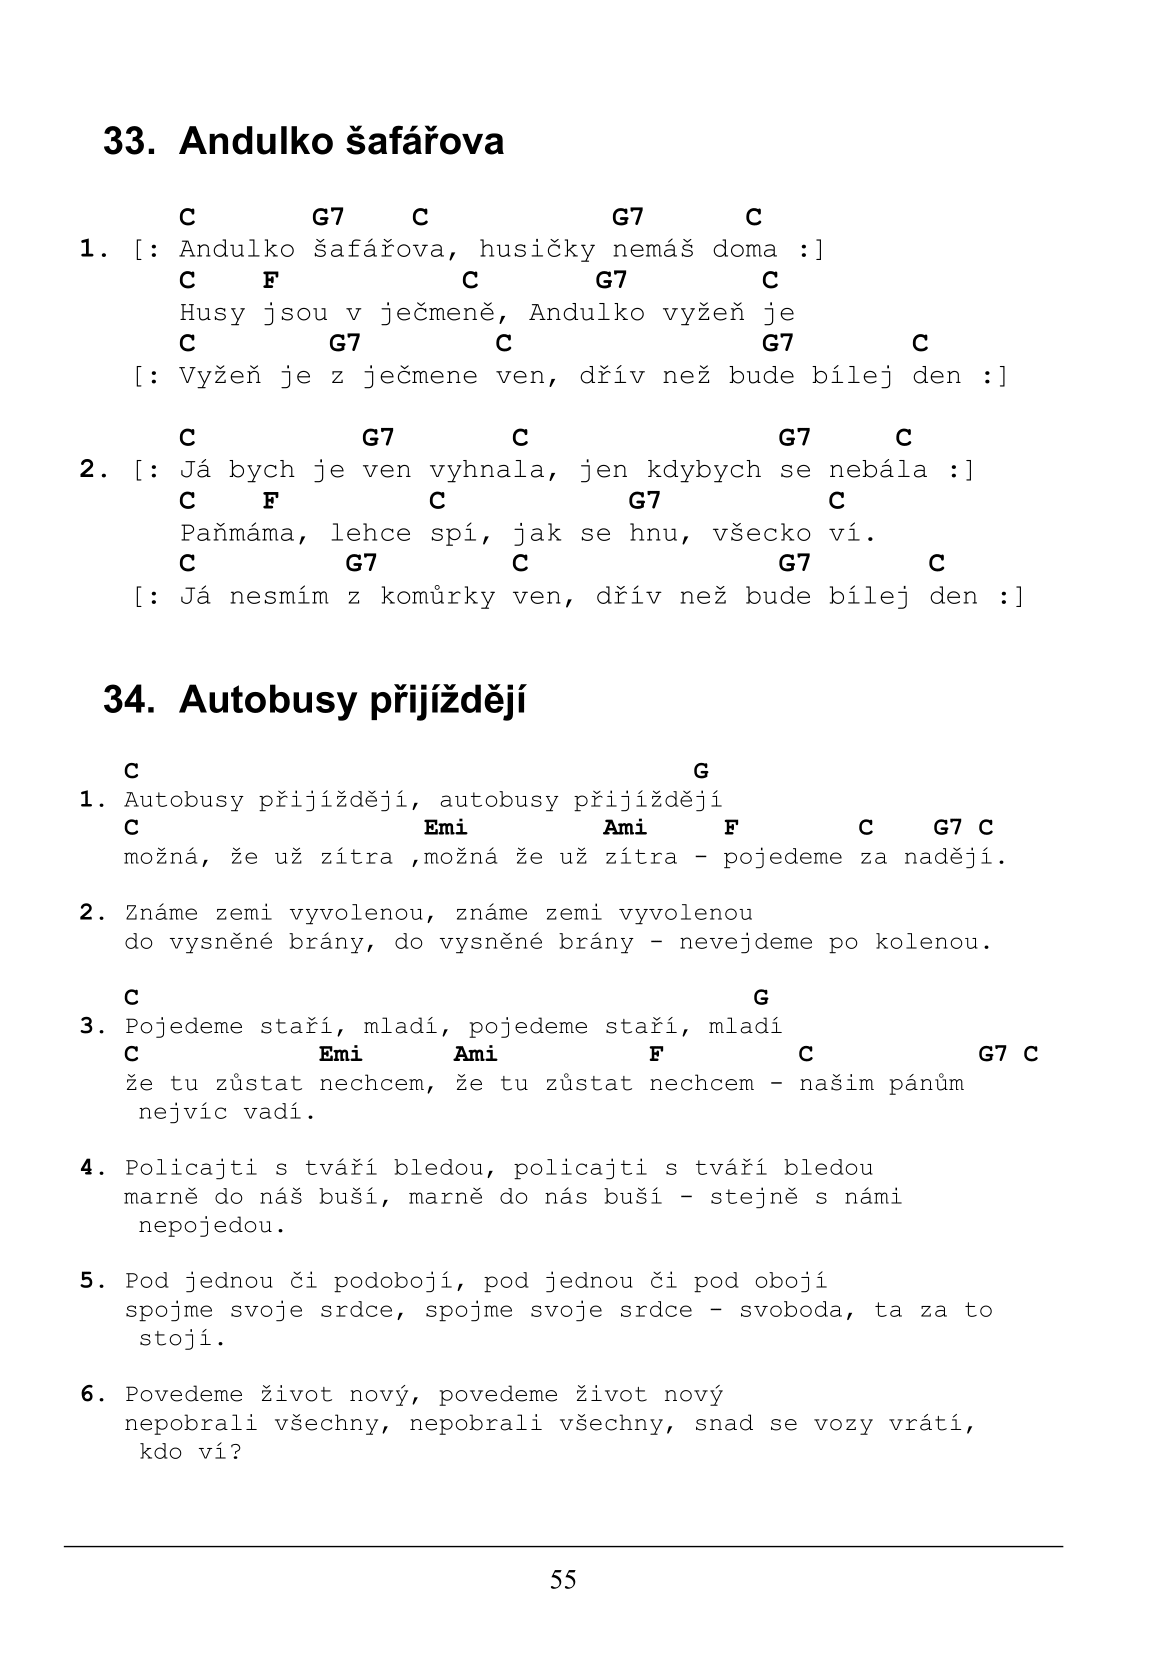 33. Andulko šafářova
C G7 C G7 C
1. [: Andulko šafářova, husičky nemáš doma :]
C F C G7 C
Husy jsou v ječmeně, Andulko vyžeň je
C G7 C G7 C
[: Vyžeň je z ječmene ven, dřív než bude bílej den :]
C G7 C G7 C
2. [: Já bych je ven vyhnala, jen kdybych se nebála :]
C F C G7 C
Paňmáma, lehce spí, jak se hnu, všecko ví.
C G7 C G7 C
[: Já nesmím z komůrky ven, dřív než bude bílej den :]
34. Autobusy přijíždějí
C G
1. Autobusy přijíždějí, autobusy přijíždějí
C Emi Ami F C G7 C
možná, že už zítra ,možná že už zítra - pojedeme za nadějí.
2. Známe zemi vyvolenou, známe zemi vyvolenou
do vysněné brány, do vysněné brány - nevejdeme po kolenou.
C G
3. Pojedeme staří, mladí, pojedeme staří, mladí
C Emi Ami F C G7 C
že tu zůstat nechcem, že tu zůstat nechcem - našim pánům
nejvíc vadí.
4. Policajti s tváří bledou, policajti s tváří bledou
marně do náš buší, marně do nás buší - stejně s námi
nepojedou.
5. Pod jednou či podobojí, pod jednou či pod obojí
spojme svoje srdce, spojme svoje srdce - svoboda, ta za to
stojí.
6. Povedeme život nový, povedeme život nový
nepobrali všechny, nepobrali všechny, snad se vozy vrátí,
kdo ví?
55